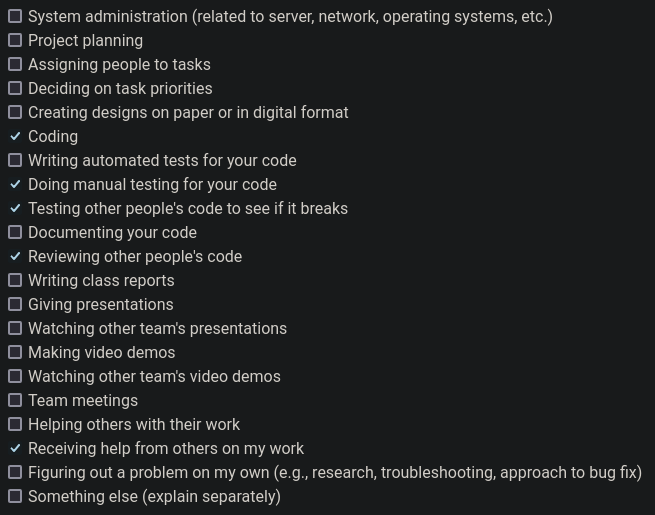 System administration (related to server, network, operating systems, etc.)
Project planning
Assigning people to tasks
Deciding on task priorities
Creating designs on paper or in digital format
Coding
Writing automated tests for your code
Doing manual testing for your code
Testing other people's code to see if it breaks
Documenting your code
Reviewing other people's code
Writing class reports
Giving presentations
Watching other team's presentations
Making video demos
Watching other team's video demos
Team meetings
Helping others with their work
Receiving help from others on my work
Figuring out a problem on my own (e.g., research, troubleshooting, approach to bug fix)
Something else (explain separately)